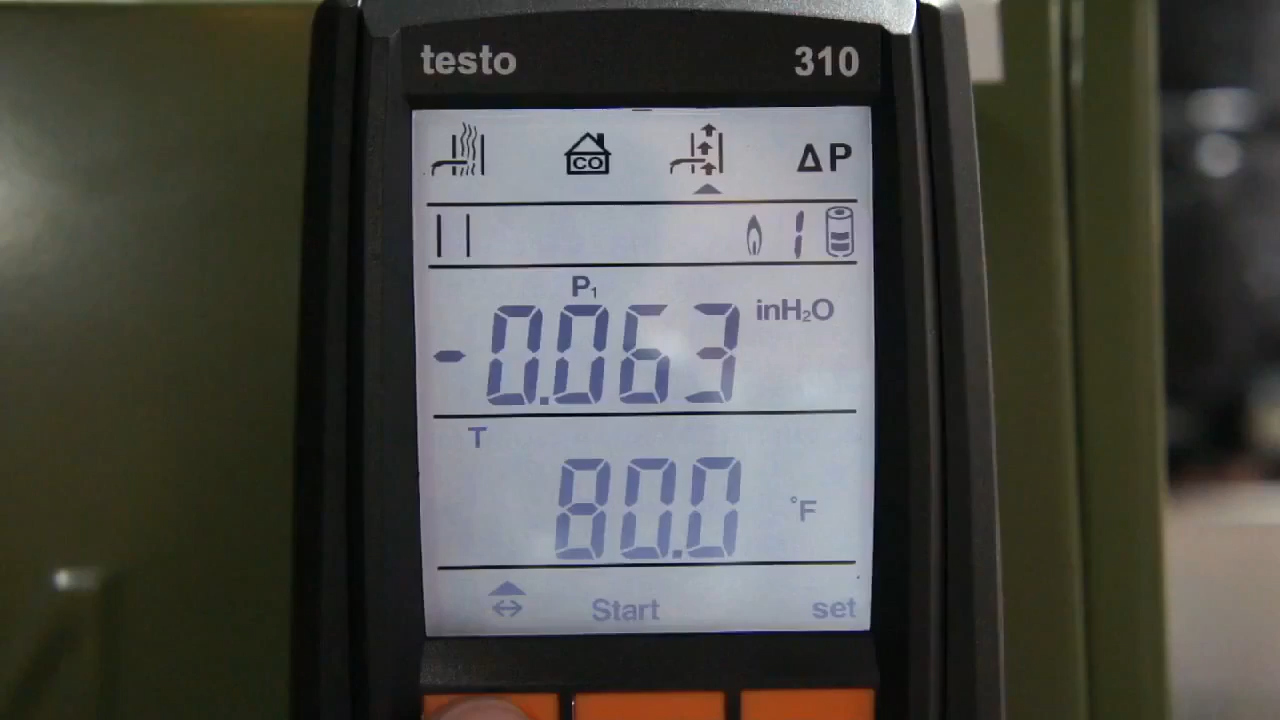 testo 310
CO ΔP
1
P₁
-0.063 inH₂O
T
80.0 °F
Start set